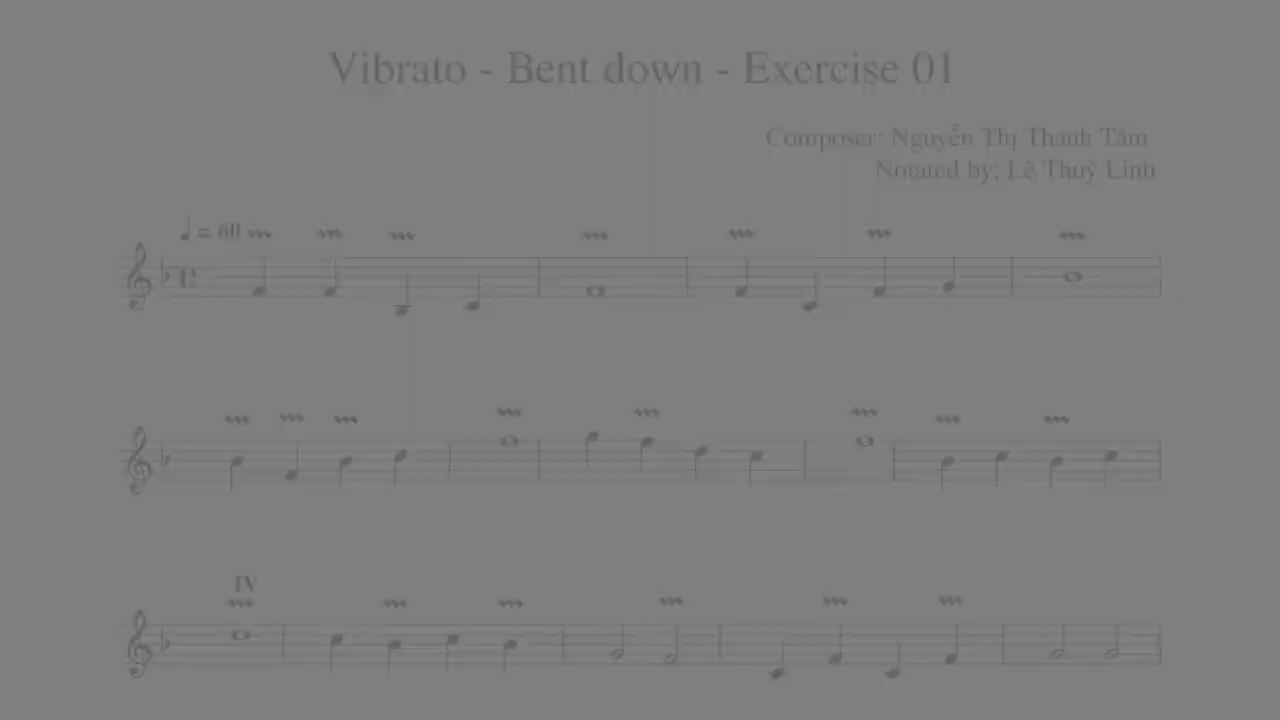 Vibrato - Bent down - Exercise 01
Composer: Nguyễn Thị Thanh Tâm
Notated by: Lê Thuỳ Linh
♩ = 60
IV